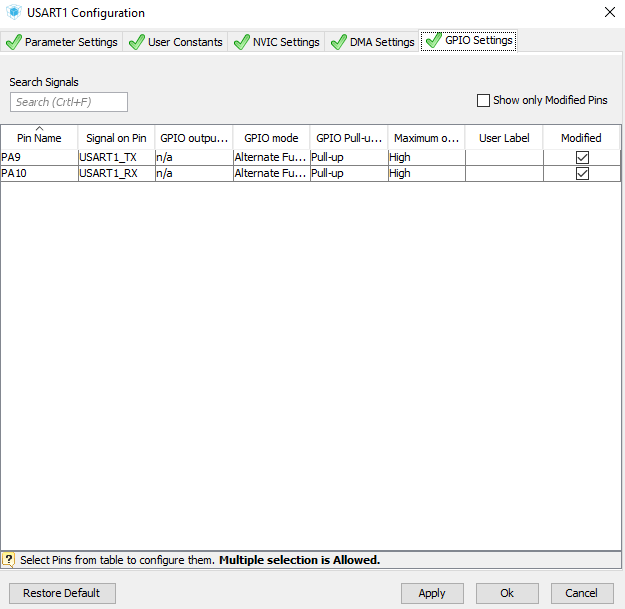 USART1 Configuration
Parameter Settings User Constants NVIC Settings DMA Settings GPIO Settings
Search Signals
Search (Crtl+F)
Show only Modified Pins
Pin Name Signal on Pin GPIO outpu... GPIO mode GPIO Pull-u... Maximum o... User Label Modified
PA9 USART1_TX n/a Alternate Fu... Pull-up High
PA10 USART1_RX n/a Alternate Fu... Pull-up High
? Select Pins from table to configure them. Multiple selection is Allowed.
Restore Default Apply Ok Cancel